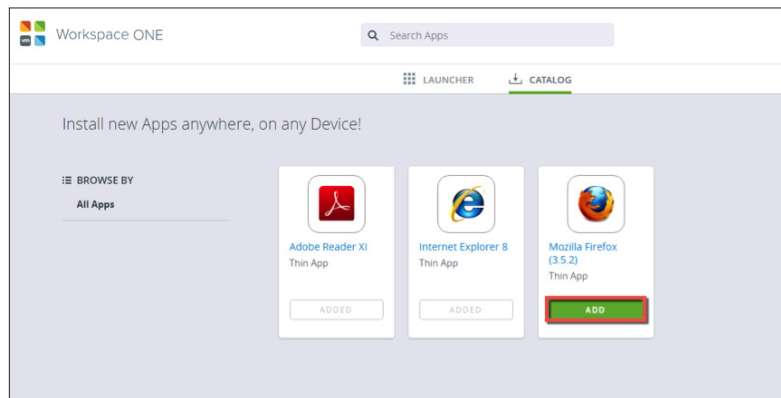 Workspace ONE
Search Apps
LAUNCHER
CATALOG
Install new Apps anywhere, on any Device!
BROWSE BY
All Apps
Adobe Reader XI
Thin App
ADDED
Internet Explorer 8
Thin App
ADDED
Mozilla Firefox
(3.5.2)
Thin App
ADD